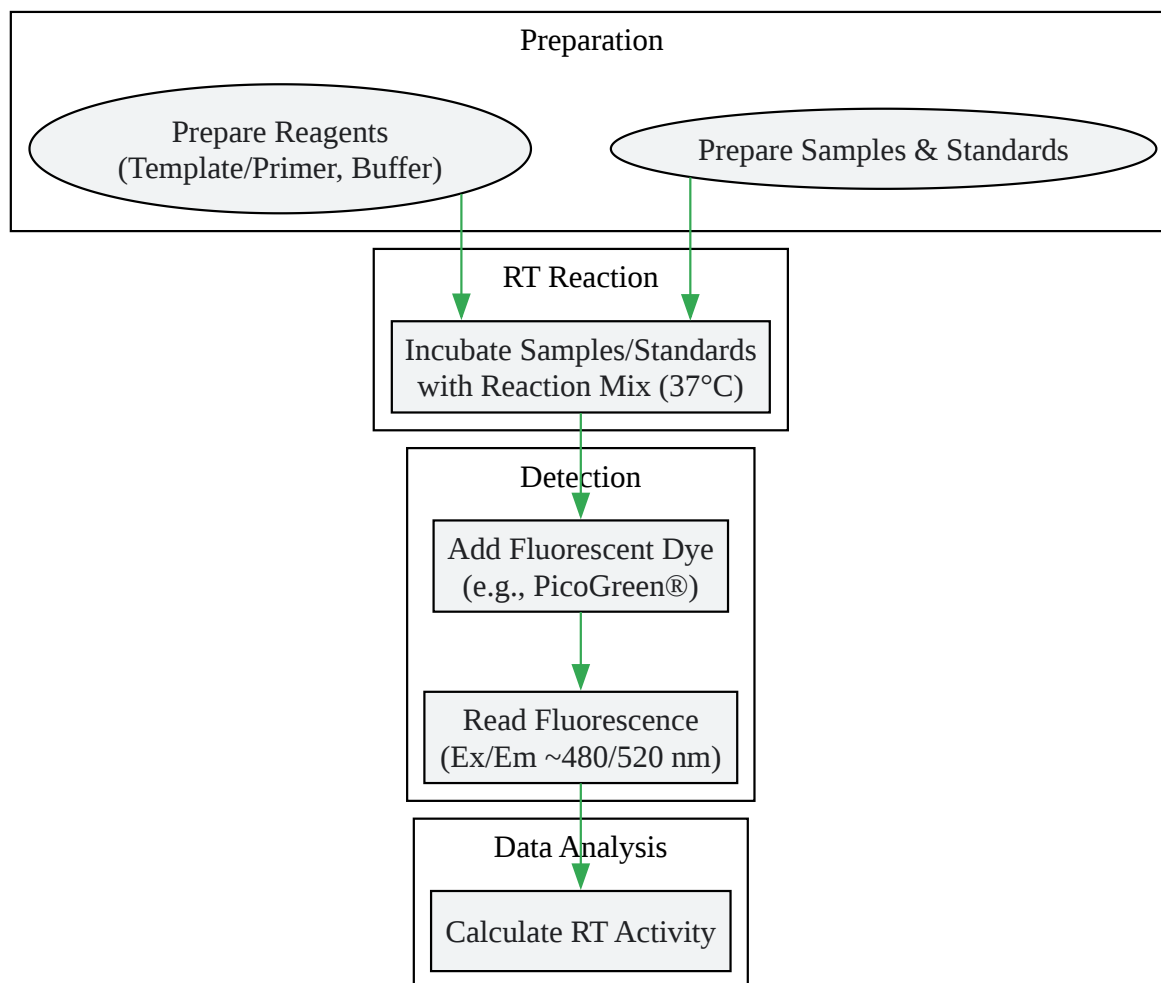 Preparation
Prepare Reagents
(Template/Primer, Buffer)
Prepare Samples & Standards
RT Reaction
Incubate Samples/Standards
with Reaction Mix (37°C)
Detection
Add Fluorescent Dye
(e.g., PicoGreen®)
Read Fluorescence
(Ex/Em ~480/520 nm)
Data Analysis
Calculate RT Activity